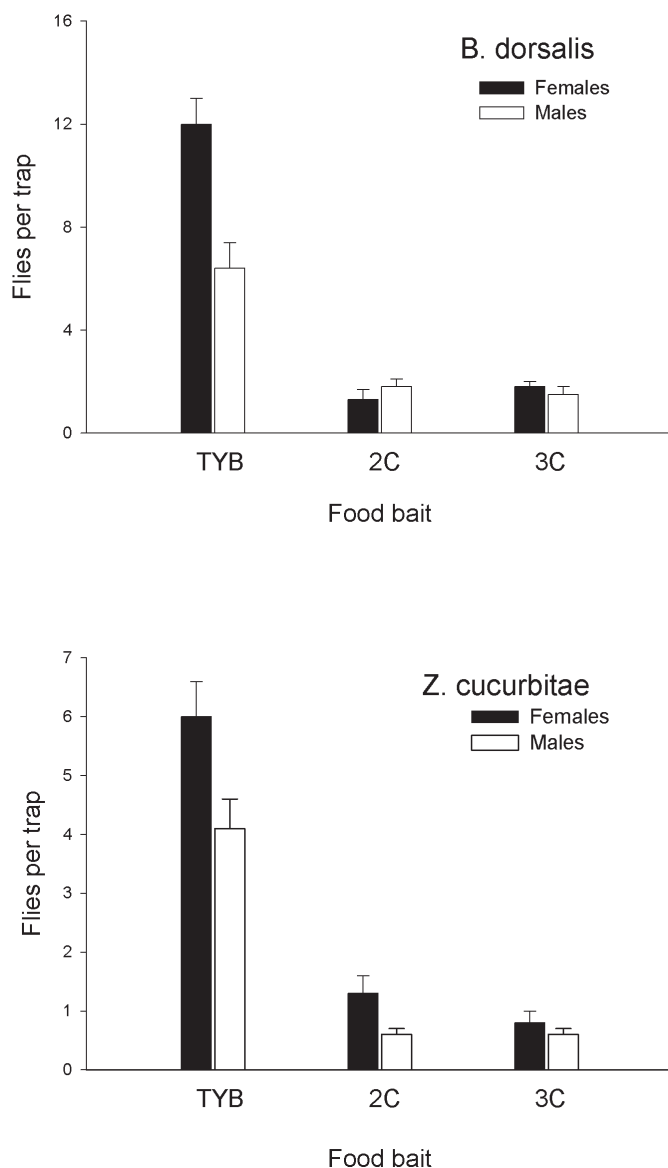 B. dorsalis
Females
Males
Flies per trap
16
12
8
4
0
TYB 2C 3C
Food bait
Z. cucurbitae
Females
Males
Flies per trap
7
6
5
4
3
2
1
0
TYB 2C 3C
Food bait